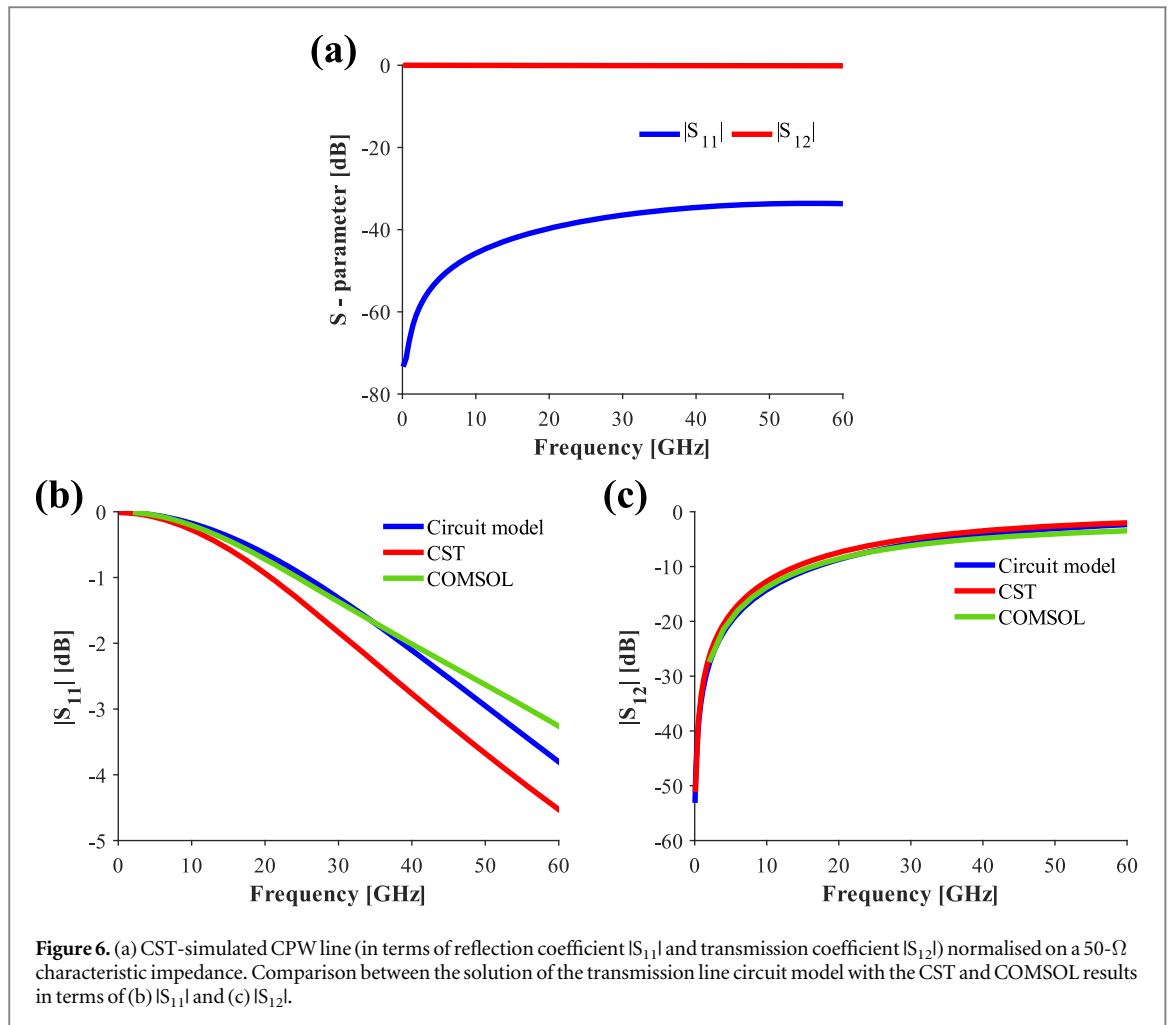 (a)
0
-20
-40
-60
-80
S - parameter [dB]
|S11| |S12|
0 10 20 30 40 50 60
Frequency [GHz]
(b)
0
-1
-2
-3
-4
-5
|S11| [dB]
Circuit model
CST
COMSOL
0 10 20 30 40 50 60
Frequency [GHz]
(c)
0
-10
-20
-30
-40
-50
-60
|S12| [dB]
Circuit model
CST
COMSOL
0 10 20 30 40 50 60
Frequency [GHz]
Figure 6. (a) CST-simulated CPW line (in terms of reflection coefficient |S11| and transmission coefficient |S12|) normalised on a 50-Ω
characteristic impedance. Comparison between the solution of the transmission line circuit model with the CST and COMSOL results
in terms of (b) |S11| and (c) |S12|.